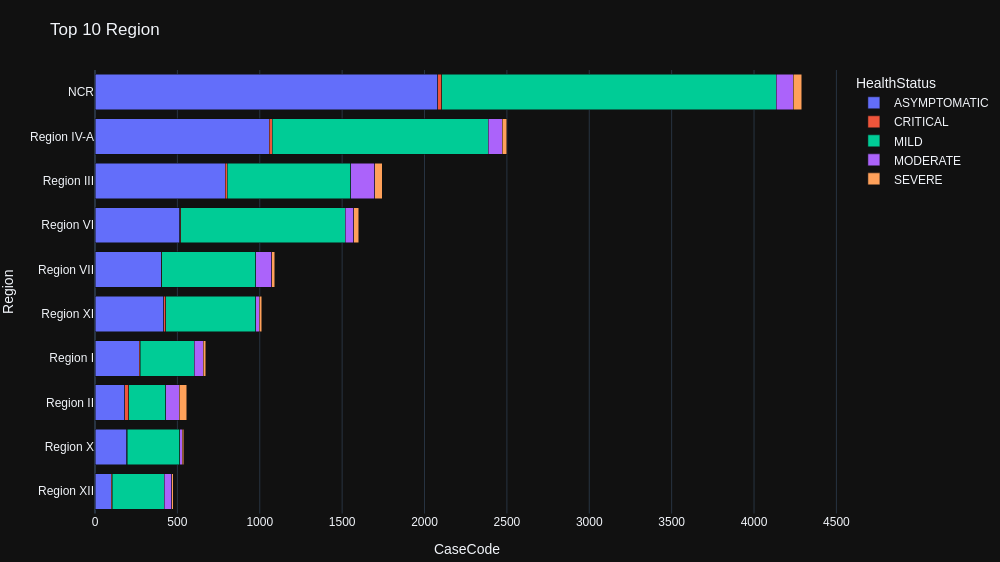 Top 10 Region
HealthStatus
ASYMPTOMATIC
CRITICAL
MILD
MODERATE
SEVERE
Region
NCR
Region IV-A
Region III
Region VI
Region VII
Region XI
Region I
Region II
Region X
Region XII
0 500 1000 1500 2000 2500 3000 3500 4000 4500
CaseCode